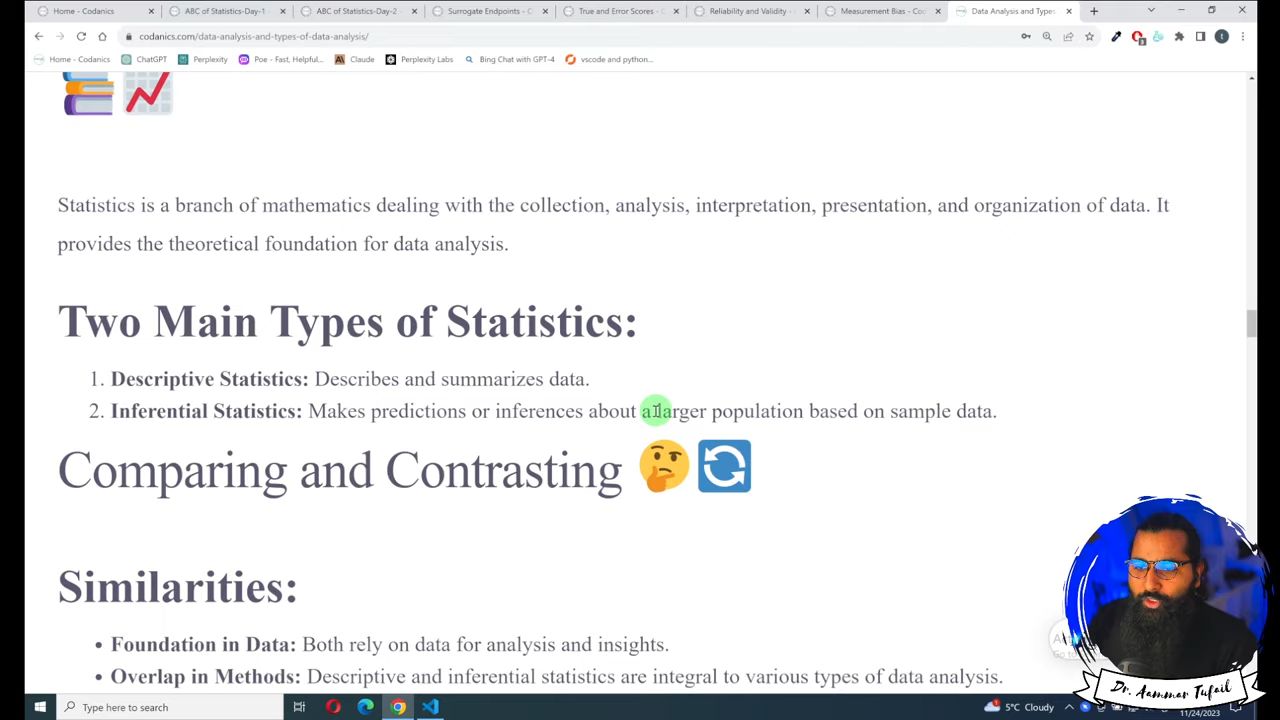 Home - Codanics
ABC of Statistics-Day-1
ABC of Statistics-Day-2 -
Surrogate Endpoints - C
True and Error Scores - C
Reliability and Validity -
Measurement Bias - Cod
Data Analysis and Types
codanics.com/data-analysis-and-types-of-data-analysis/
Home - Codanics
ChatGPT
Perplexity
Poe - Fast, Helpful...
Claude
Perplexity Labs
Bing Chat with GPT-4
vscode and python...
Statistics is a branch of mathematics dealing with the collection, analysis, interpretation, presentation, and organization of data. It
provides the theoretical foundation for data analysis.
Two Main Types of Statistics:
1. Descriptive Statistics: Describes and summarizes data.
2. Inferential Statistics: Makes predictions or inferences about a larger population based on sample data.
Comparing and Contrasting
Similarities:
• Foundation in Data: Both rely on data for analysis and insights.
• Overlap in Methods: Descriptive and inferential statistics are integral to various types of data analysis.
Dr. Aammar Tufail
Type here to search
5°C Cloudy
11/24/2023